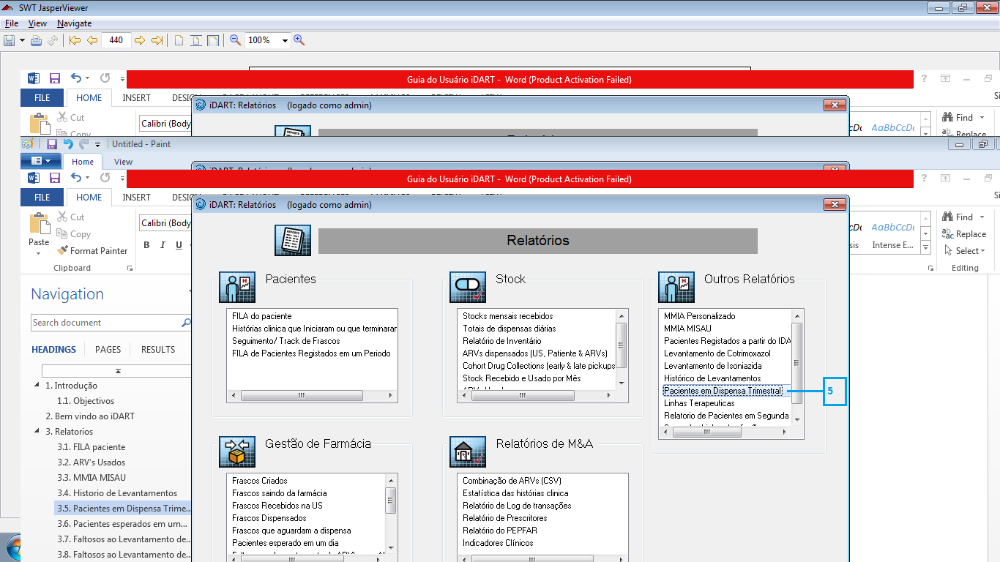 SWT JasperViewer
File View Navigate
440
100%
Guia do Usuário iDART - Word (Product Activation Failed)
FILE HOME INSERT
iDART: Relatórios (logado como admin)
Cut
Calibri (Body
Find
AaBbCcDc
Copy
Replace
Untitled - Paint
Home View
Guia do Usuário iDART - Word (Product Activation Failed)
FILE HOME INSERT
iDART: Relatórios (logado como admin)
Cut
Copy
Format Painter
Paste
Clipboard
Calibri (Body
B I U
AaBbCcDc
Intense E...
Find
Replace
Select
Editing
Relatórios
Navigation
Search document
HEADINGS PAGES RESULTS
1. Introdução
1.1. Objectivos
2. Bem vindo ao iDART
3. Relatorios
3.1. FILA paciente
3.2. ARV's Usados
3.3. MMIA MISAU
3.4. Historio de Levantamentos
3.5. Pacientes em Dispensa Trime...
3.6. Pacientes esperados em um...
3.7. Faltosos ao Levantamento de...
3.8. Faltosos ao Levantamento de...
Pacientes
FILA do paciente
Histórias clinica que Iniciaram ou que terminarar
Seguimento/ Track de Frascos
FILA de Pacientes Registados em um Periodo
Stock
Stocks mensais recebidos
Totais de dispensas diárias
Relatório de Inventário
ARVs dispensados (US, Patiente & ARVs)
Cohort Drug Collections (early & late pickups
Stock Recebido e Usado por Mês
Outros Relatórios
MMIA Personalizado
MMIA MISAU
Pacientes Registados a partir do IDA
Levantamento de Cotrimoxazol
Levantamento de Isoniazida
Histórico de Levantamentos
Pacientes em Dispensa Trimestral
Linhas Terapeuticas
Relatorio de Pacientes em Segunda
5
Gestão de Farmácia
Frascos Criados
Frascos saindo da farmácia
Frascos Recebidos na US
Frascos Dispensados
Frascos que aguardam a dispensa
Pacientes esperado em um dia
Relatórios de M&A
Combinação de ARVs (CSV)
Estatística das histórias clinica
Relatório de Log de transações
Relatório de Prescritores
Relatório do PEPFAR
Indicadores Clínicos